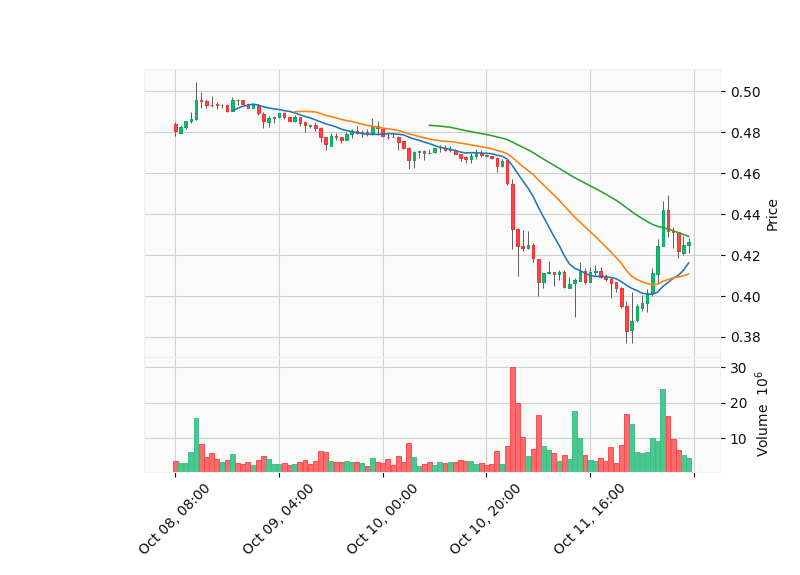 0.50
0.48
0.46
0.44
0.42
0.40
0.38
Price
30
20
10
Volume 10^6
Oct 08, 08:00
Oct 09, 04:00
Oct 10, 00:00
Oct 10, 20:00
Oct 11, 16:00